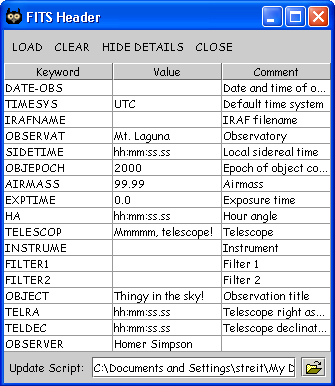 FITS Header
LOAD CLEAR HIDE DETAILS CLOSE
Keyword Value Comment
DATE-OBS Date and time of o...
TIMESYS UTC Default time system
IRAFNAME IRAF filename
OBSERVAT Mt. Laguna Observatory
SIDETIME hh:mm:ss.ss Local sidereal time
OBJEPOCH 2000 Epoch of object co...
AIRMASS 99.99 Airmass
EXPTIME 0.0 Exposure time
HA hh:mm:ss.ss Hour angle
TELESCOP Mmmmm, telescope! Telescope
INSTRUME Instrument
FILTER1 Filter 1
FILTER2 Filter 2
OBJECT Thingy in the sky! Observation title
TELRA hh:mm:ss.ss Telescope right as...
TELDEC hh:mm:ss.ss Telescope declinat...
OBSERVER Homer Simpson
Update Script: C:\Documents and Settings\streit\My D